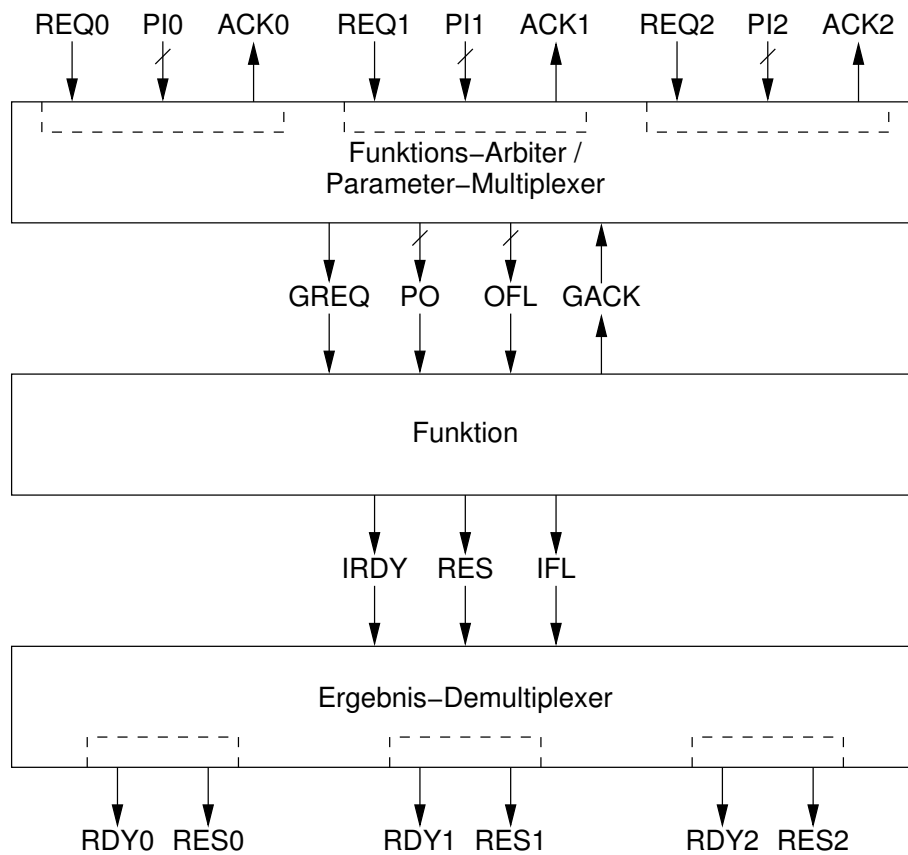 REQ0 PI0 ACK0 REQ1 PI1 ACK1 REQ2 PI2 ACK2
Funktions−Arbiter /
Parameter−Multiplexer
GREQ PO OFL GACK
Funktion
IRDY RES IFL
Ergebnis−Demultiplexer
RDY0 RES0 RDY1 RES1 RDY2 RES2